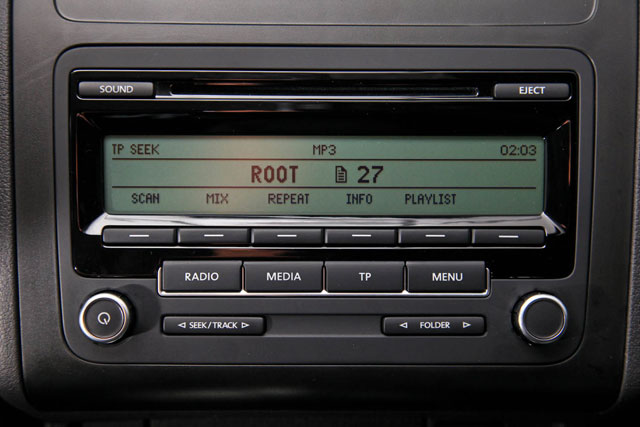 SOUND EJECT
TP SEEK MP3 02:03
ROOT 27
SCAN MIX REPEAT INFO PLAYLIST
RADIO MEDIA TP MENU
SEEK/TRACK FOLDER